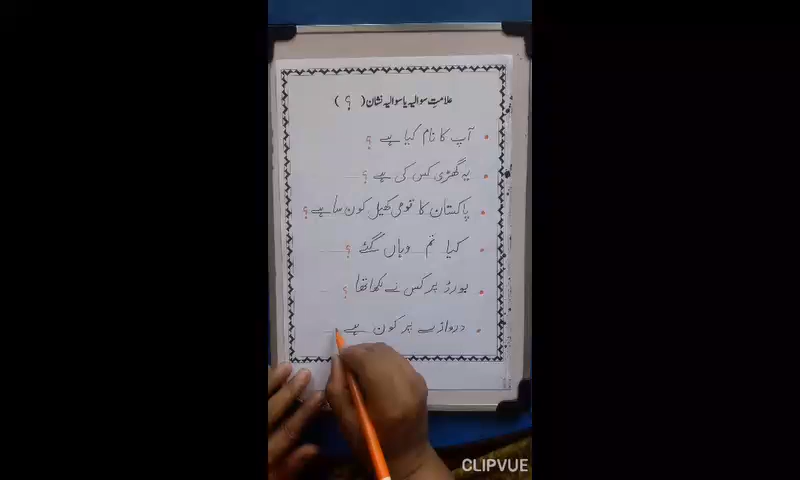 علامتِ سوالیہ یا سوالیہ نشان ( ؟ )
آپ کا نام کیا ہے ؟
یہ گھڑی کس کی ہے ؟
پاکستان کا قومی کھیل کون سا ہے ؟
کیا تم وہاں گئے ؟
بورڈ پر کس نے لکھا تھا ؟
دروازے پر کون ہے
CLIPVUE